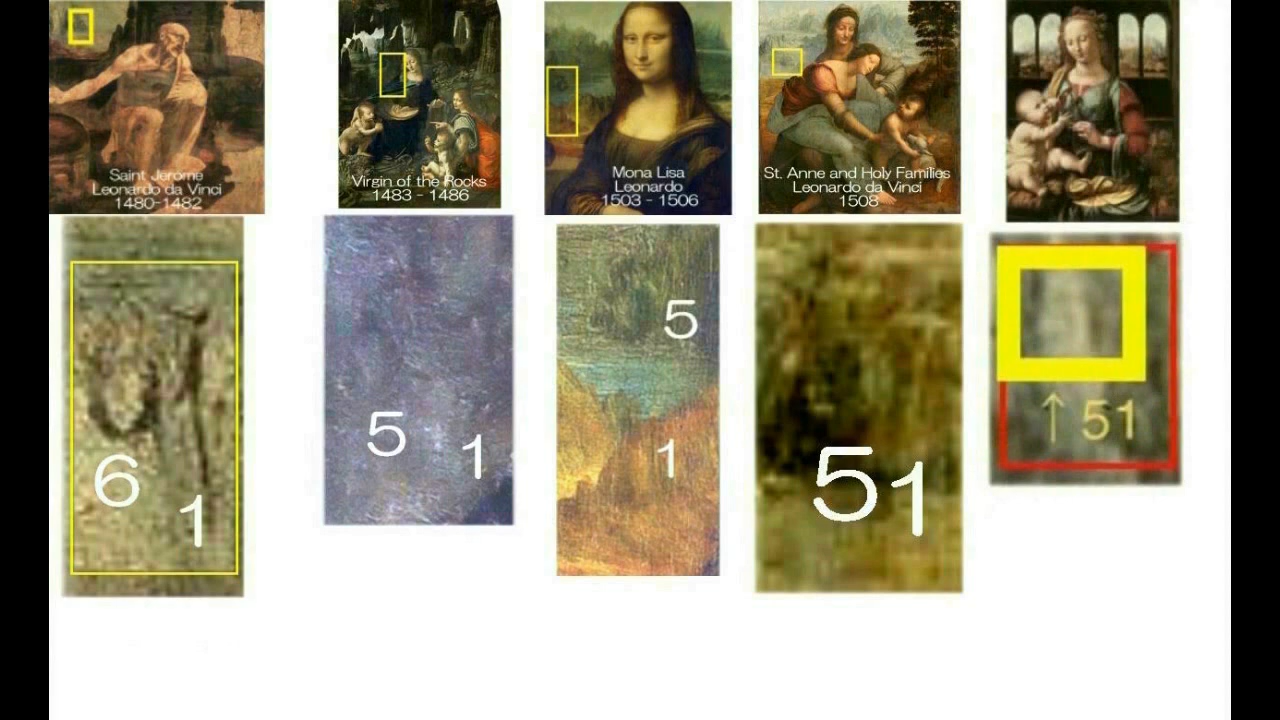 Saint Jerome
Leonardo da Vinci
1480-1482
Virgin of the Rocks
1483 - 1486
Mona Lisa
Leonardo
1503 - 1506
St. Anne and Holy Families
Leonardo da Vinci
1508
6
1
5
1
5
1
51
↑ 51